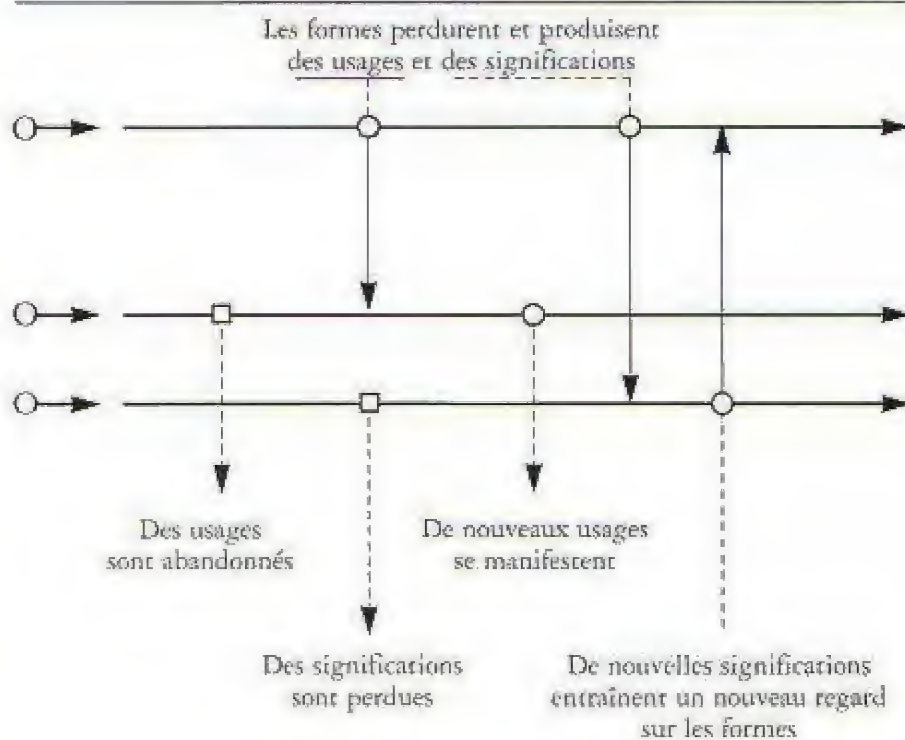 Les formes perdurent et produisent
des usages et des significations
Des usages
sont abandonnés
De nouveaux usages
se manifestent
Des significations
sont perdues
De nouvelles significations
entraînent un nouveau regard
sur les formes